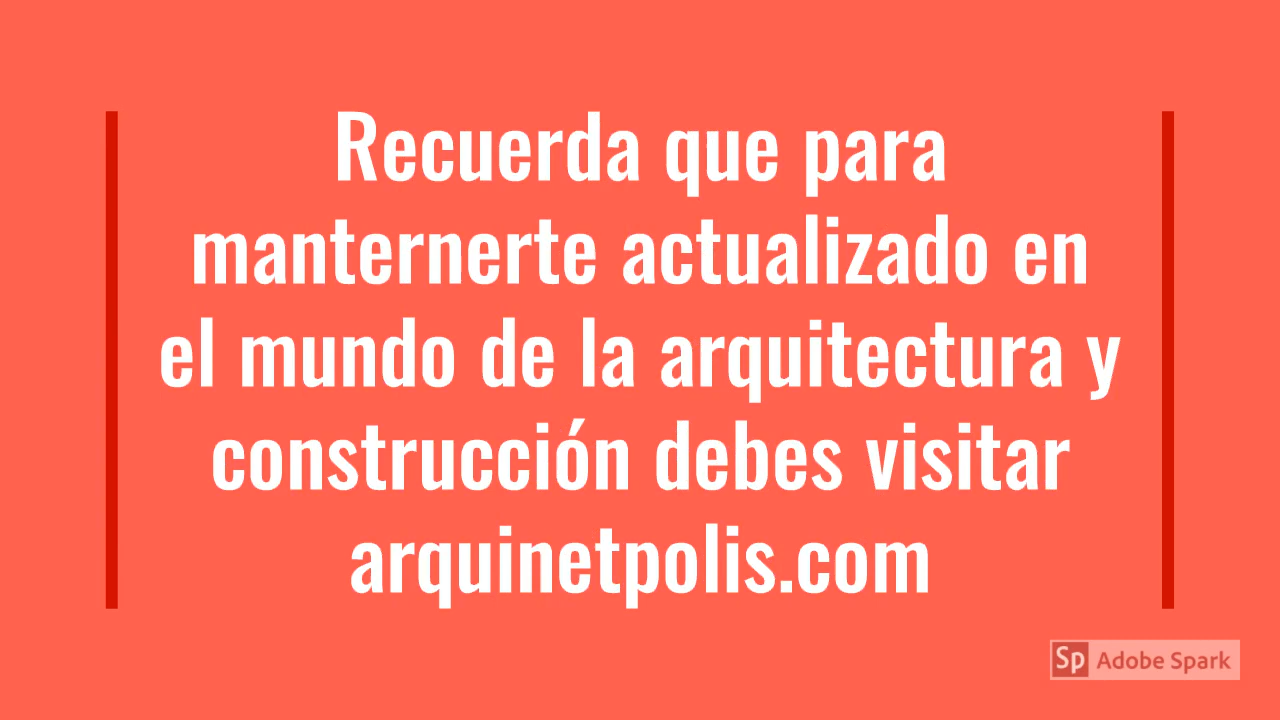 Recuerda que para
manternerte actualizado en
el mundo de la arquitectura y
construcción debes visitar
arquinetpolis.com
Sp Adobe Spark